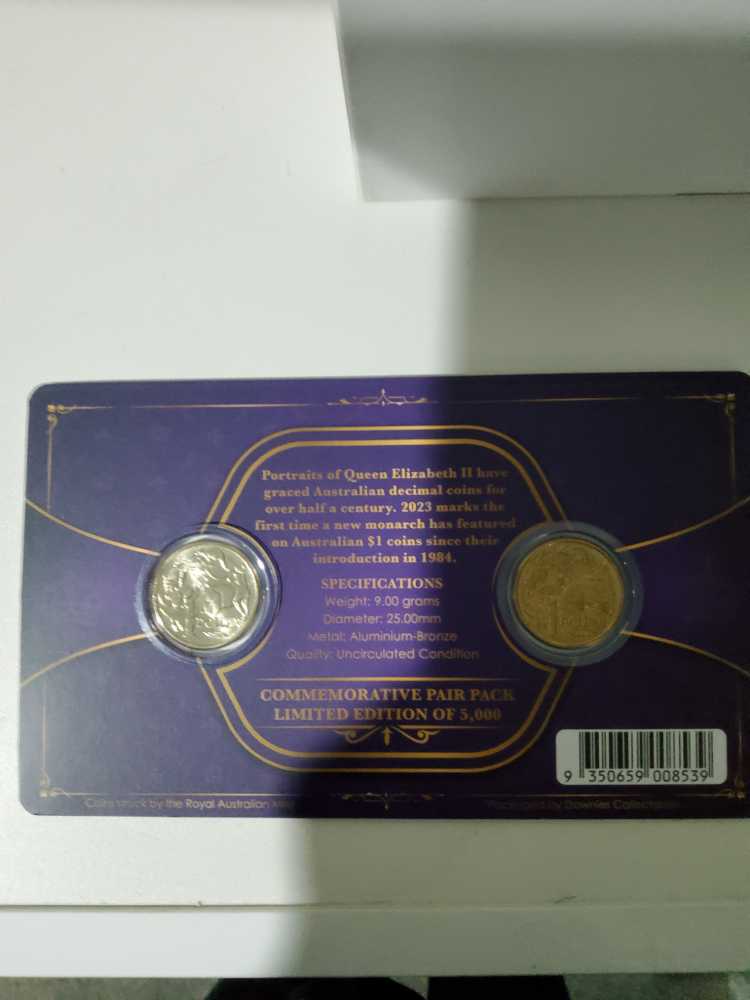 Portraits of Queen Elizabeth II have
graced Australian decimal coins for
over half a century. 2023 marks the
first time a new monarch has featured
on Australian $1 coins since their
introduction in 1984.
SPECIFICATIONS
Weight: 9.00 grams
Diameter: 25.00mm
Metal: Aluminium-Bronze
Quality: Uncirculated Condition
COMMEMORATIVE PAIR PACK
LIMITED EDITION OF 5,000
1
1
9 350659 008539
Coins struck by the Royal Australian Mint
Packaged by Downies Collectables